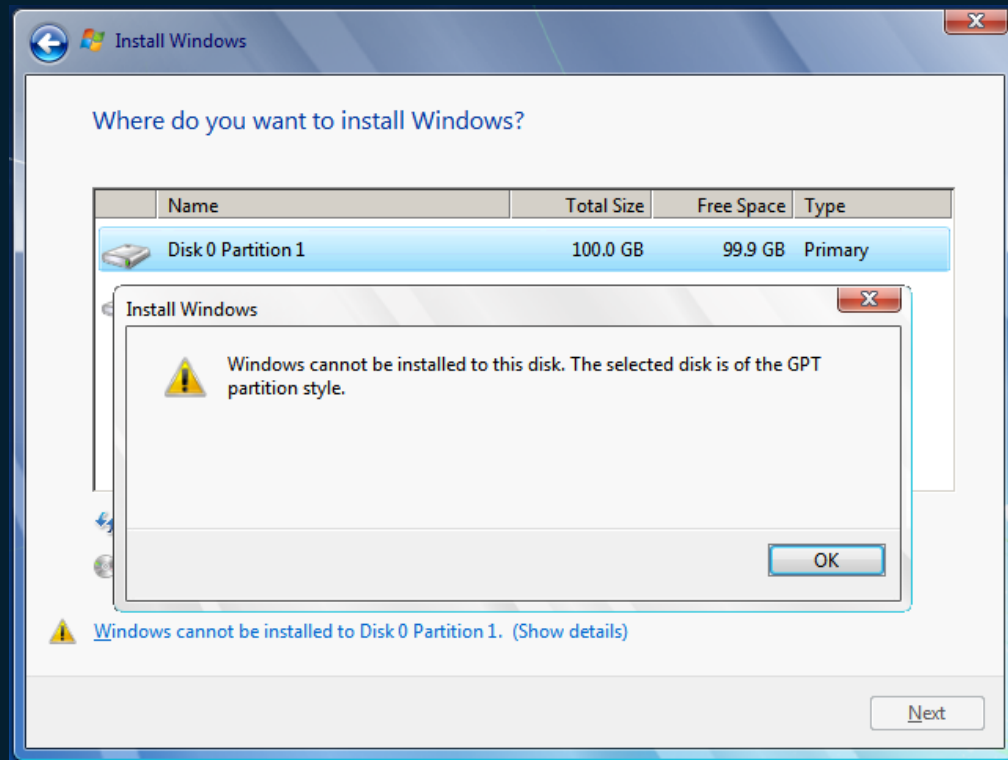 Install Windows
Where do you want to install Windows?
Name Total Size Free Space Type
Disk 0 Partition 1 100.0 GB 99.9 GB Primary
Install Windows
Windows cannot be installed to this disk. The selected disk is of the GPT
partition style.
OK
Windows cannot be installed to Disk 0 Partition 1. (Show details)
Next